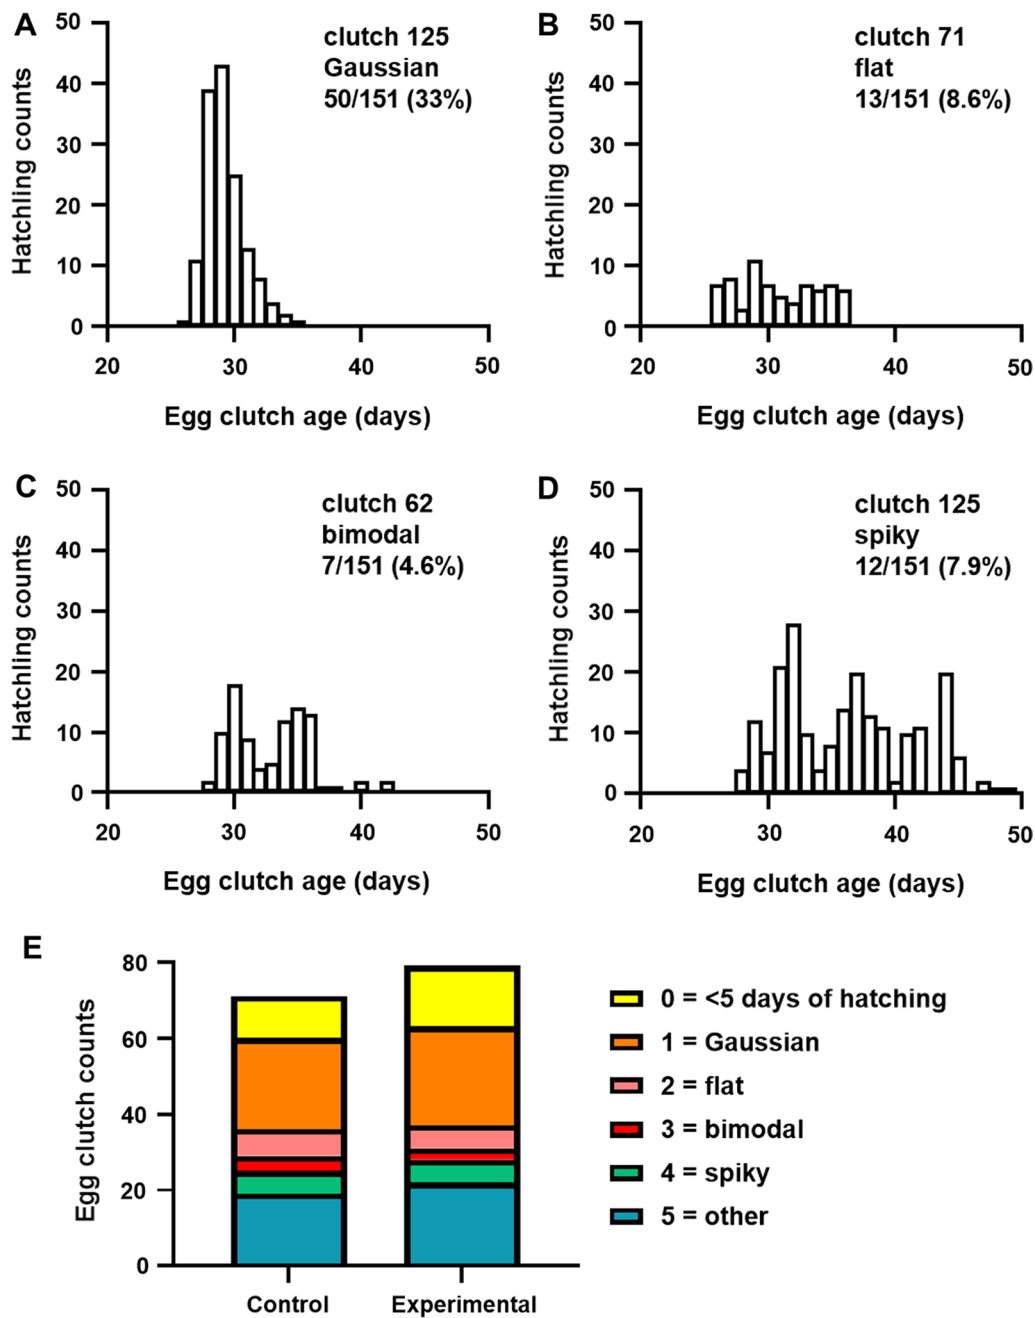 A
clutch 125
Gaussian
50/151 (33%)
Hatchling counts
50
40
30
20
10
0
20 30 40 50
Egg clutch age (days)
B
clutch 71
flat
13/151 (8.6%)
Hatchling counts
50
40
30
20
10
0
20 30 40 50
Egg clutch age (days)
C
clutch 62
bimodal
7/151 (4.6%)
Hatchling counts
50
40
30
20
10
0
20 30 40 50
Egg clutch age (days)
D
clutch 125
spiky
12/151 (7.9%)
Hatchling counts
50
40
30
20
10
0
20 30 40 50
Egg clutch age (days)
E
Egg clutch counts
80
60
40
20
0
Control Experimental
0 = <5 days of hatching
1 = Gaussian
2 = flat
3 = bimodal
4 = spiky
5 = other